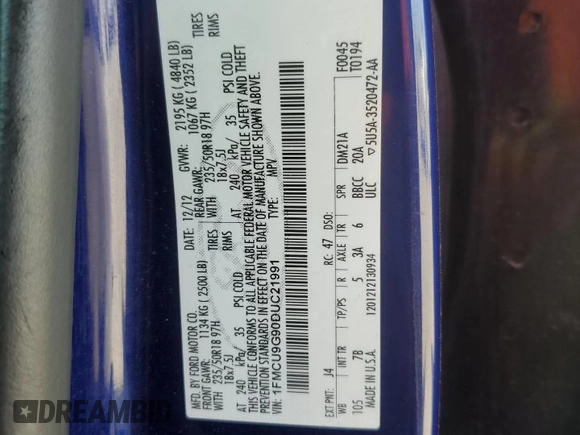 MFD. BY FORD MOTOR CO.
DATE: 12/12 GVWR: 2195 KG ( 4840 LB)
FRONT GAWR: 1134 KG ( 2500 LB) REAR GAWR: 1067 KG ( 2352 LB)
WITH 235/50R18 97H TIRES WITH 235/50R18 97H TIRES
18x7.5J RIMS 18x7.5J RIMS
AT 240 kPa/ 35 PSI COLD AT 240 kPa/ 35 PSI COLD
THIS VEHICLE CONFORMS TO ALL APPLICABLE FEDERAL MOTOR VEHICLE SAFETY AND THEFT
PREVENTION STANDARDS IN EFFECT ON THE DATE OF MANUFACTURE SHOWN ABOVE.
VIN: 1FMCU9G90DUC21991 TYPE: MPV
F0045
TD194
EXT PNT: J4 RC: 47 DSO: DM21A
WB INT TR TP/PS R AXLE TR SPR
105 7B 5 3A 6 BBCC 20A
MADE IN U.S.A. 120121213093 4 ULC ▽5U5A-3520472-AA
DREAMBID